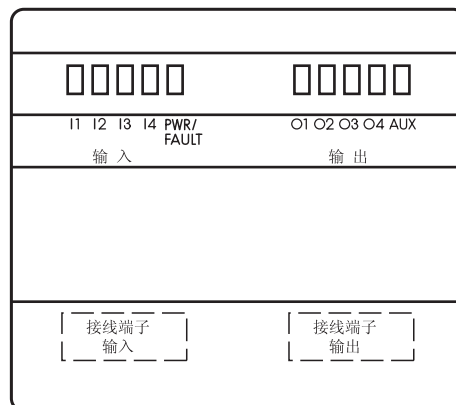 I1 I2 I3 I4 PWR/
FAULT
O1 O2 O3 O4 AUX
输入
输出
接线端子
输入
接线端子
输出